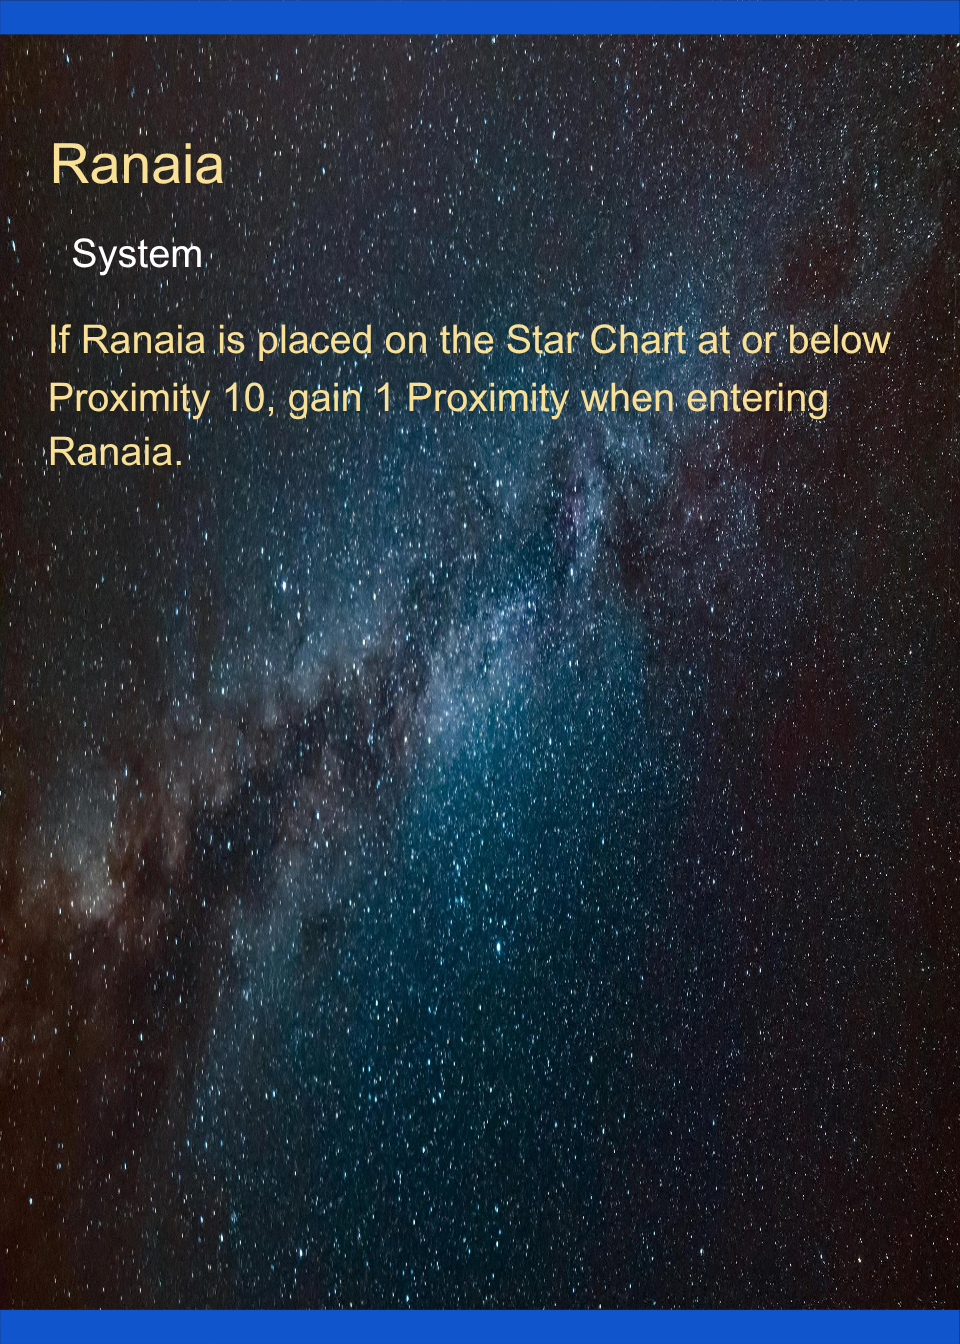 Ranaia
System
If Ranaia is placed on the Star Chart at or below
Proximity 10, gain 1 Proximity when entering
Ranaia.